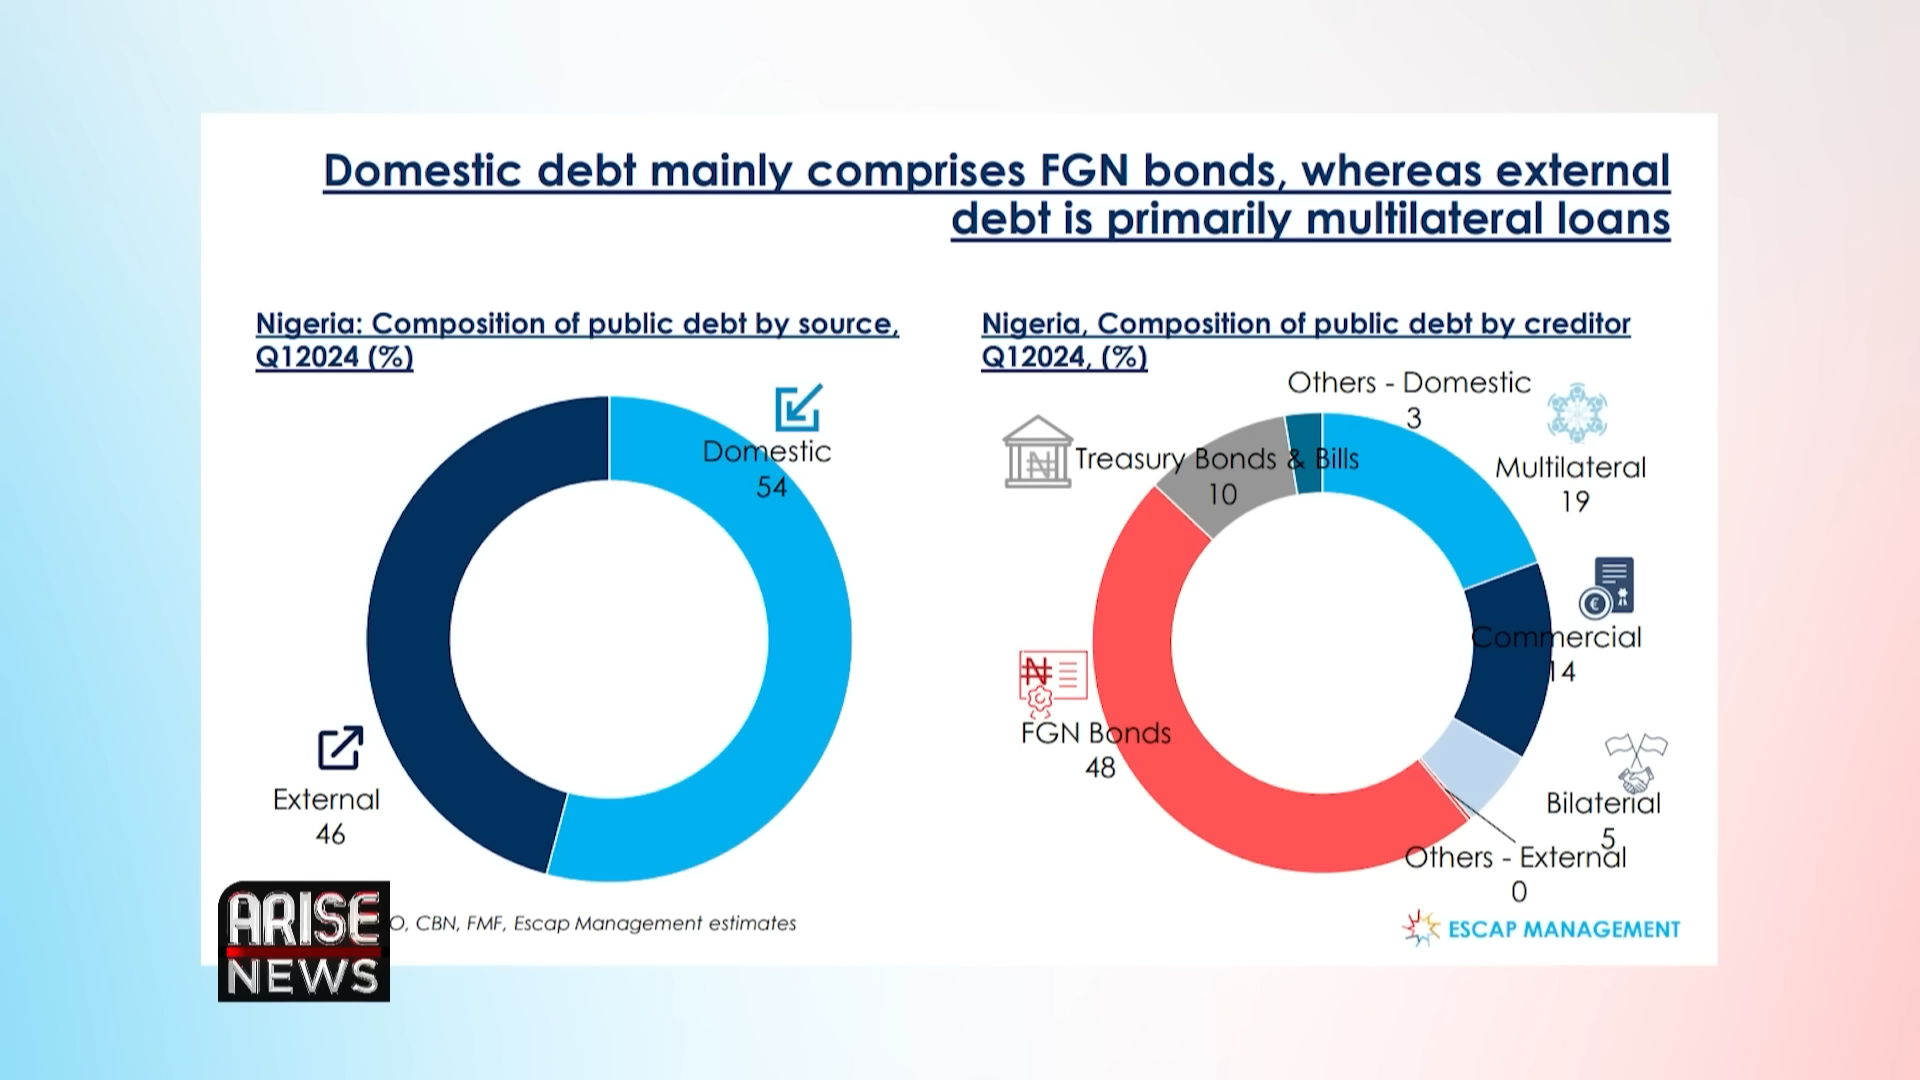 Domestic debt mainly comprises FGN bonds, whereas external
debt is primarily multilateral loans
Nigeria: Composition of public debt by source,
Q12024 (%)
Domestic
54
External
46
Nigeria, Composition of public debt by creditor
Q12024, (%)
Others - Domestic
3
Multilateral
19
Treasury Bonds & Bills
10
Commercial
14
FGN Bonds
48
Bilaterial
5
Others - External
0
O, CBN, FMF, Escap Management estimates
ESCAP MANAGEMENT
ARISE
NEWS